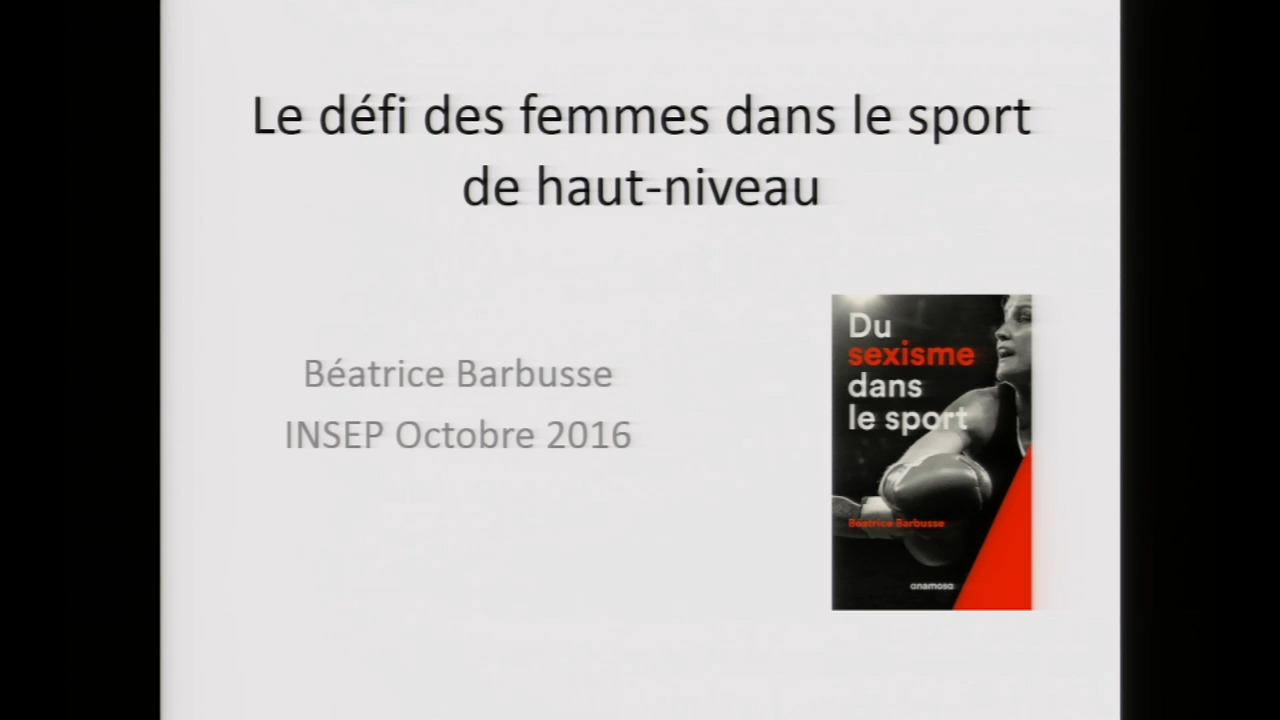 Le défi des femmes dans le sport
de haut-niveau
Béatrice Barbusse
INSEP Octobre 2016
Du
sexisme
dans
le sport
Béatrice Barbusse
anamosa